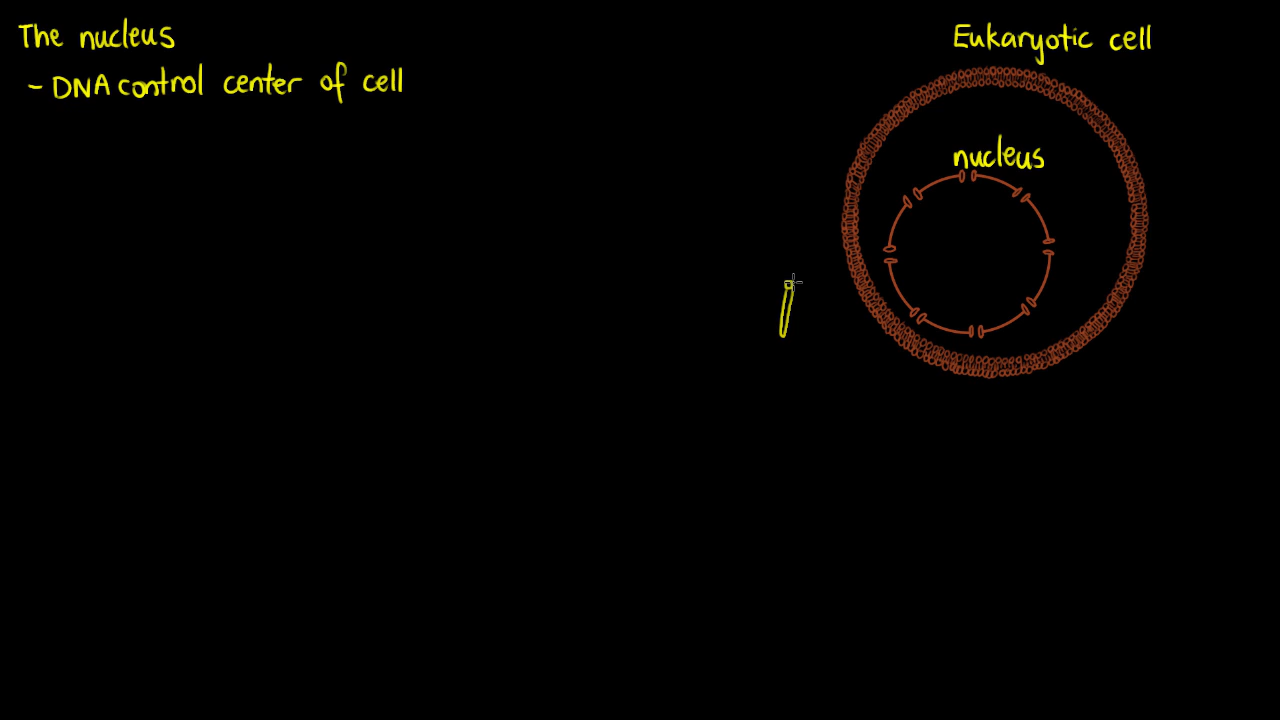 The nucleus
- DNA control center of cell
Eukaryotic cell
nucleus